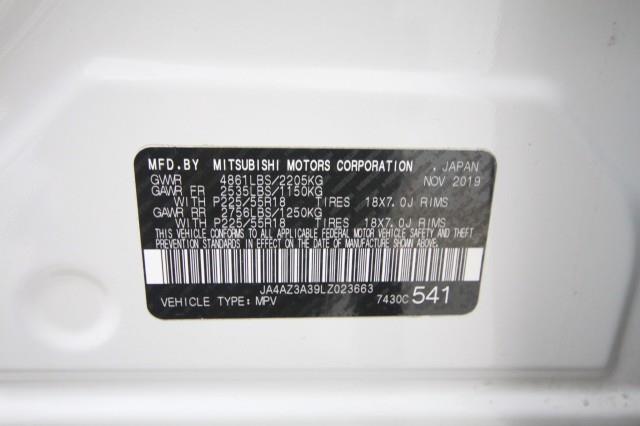 MFD.BY MITSUBISHI MOTORS CORPORATION , JAPAN
GVWR 4861LBS/2205KG NOV 2019
GAWR FR 2535LBS/1150KG
WITH P225/55R18 TIRES 18X7.0J RIMS
GAWR RR 2756LBS/1250KG
WITH P225/55R18 TIRES 18X7.0J RIMS
THIS VEHICLE CONFORMS TO ALL APPLICABLE FEDERAL MOTOR VEHICLE SAFETY AND THEFT
PREVENTION STANDARDS IN EFFECT ON THE DATE OF MANUFACTURE SHOWN ABOVE.
JA4AZ3A39LZ023663
VEHICLE TYPE: MPV 7430C 541